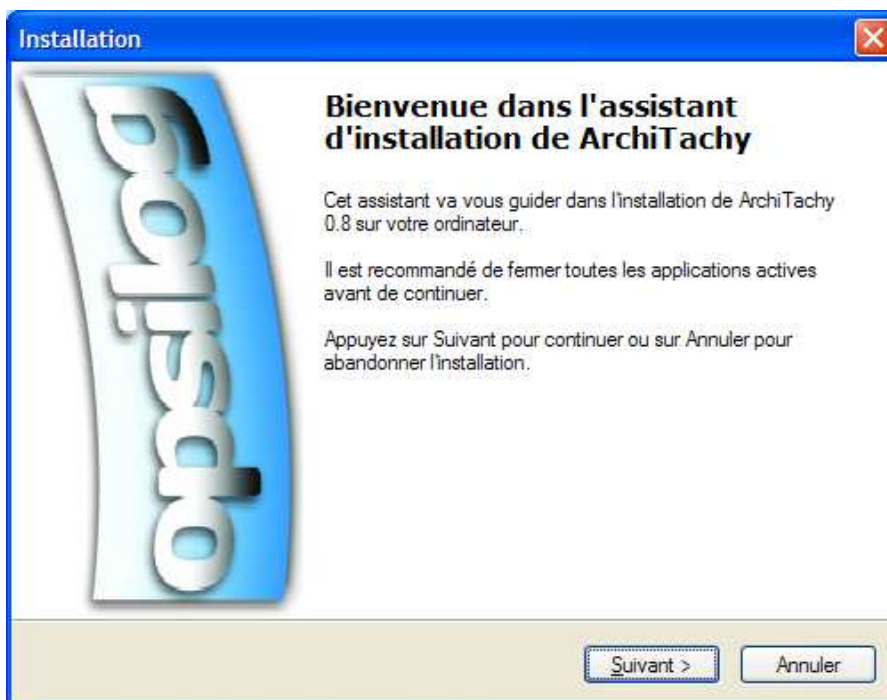 Installation
opsilog
Bienvenue dans l'assistant
d'installation de ArchiTachy
Cet assistant va vous guider dans l'installation de ArchiTachy
0.8 sur votre ordinateur.
Il est recommandé de fermer toutes les applications actives
avant de continuer.
Appuyez sur Suivant pour continuer ou sur Annuler pour
abandonner l'installation.
Suivant >
Annuler